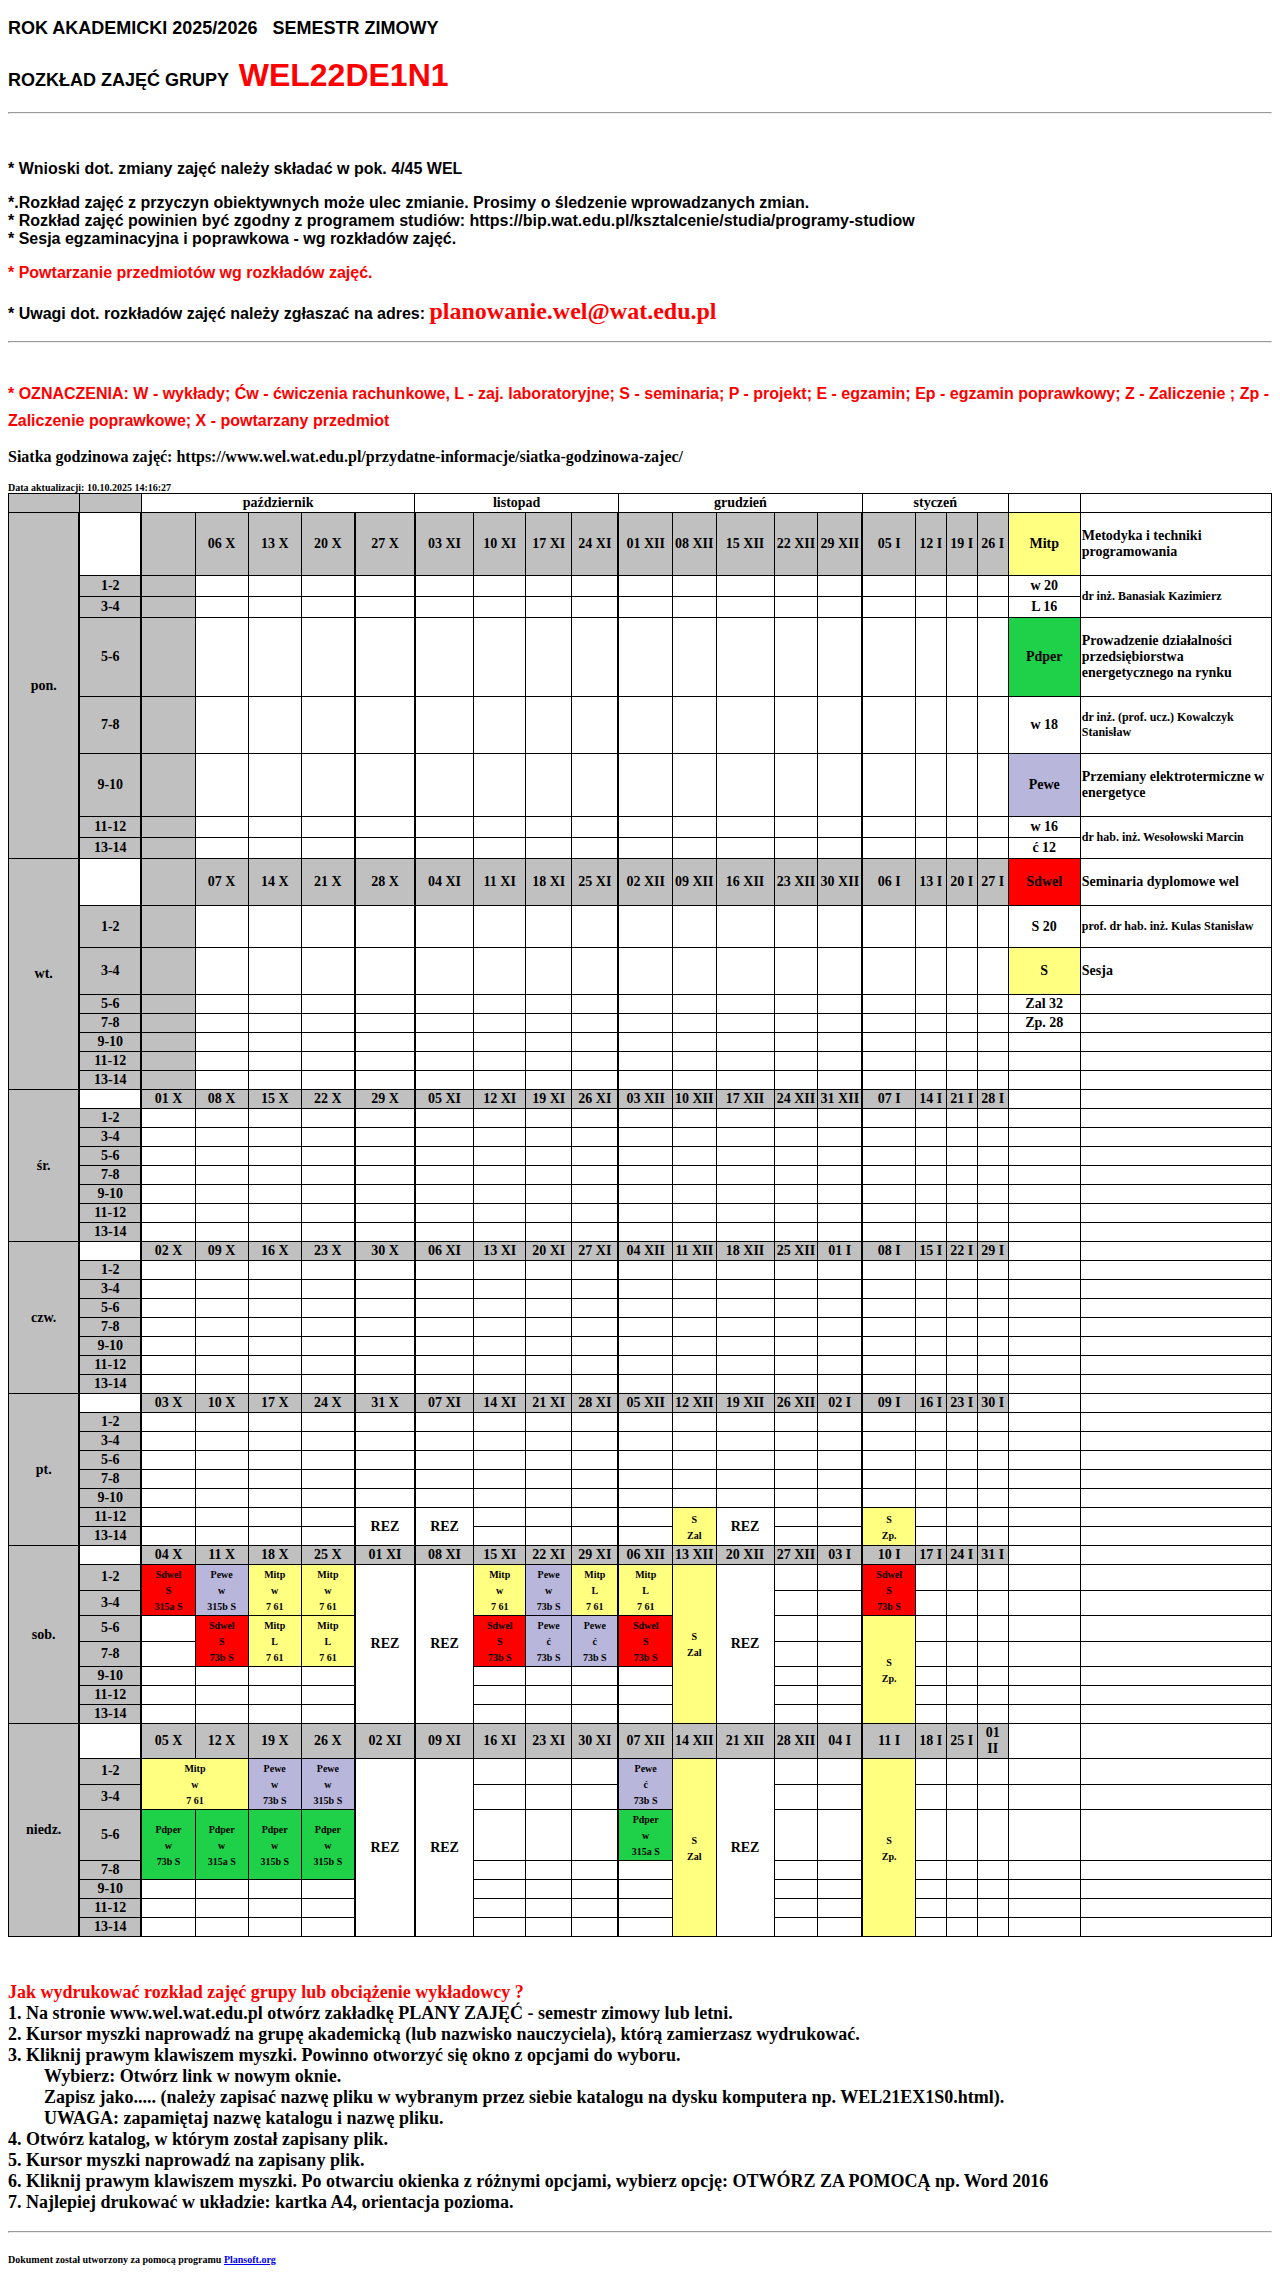 ROK AKADEMICKI 2025/2026 SEMESTR ZIMOWY
ROZKŁAD ZAJĘĆ GRUPY WEL22DE1N1
* Wnioski dot. zmiany zajęć należy składać w pok. 4/45 WEL
*.Rozkład zajęć z przyczyn obiektywnych może ulec zmianie. Prosimy o śledzenie wprowadzanych zmian.
* Rozkład zajęć powinien być zgodny z programem studiów: https://bip.wat.edu.pl/ksztalcenie/studia/programy-studiow
* Sesja egzaminacyjna i poprawkowa - wg rozkładów zajęć.
* Powtarzanie przedmiotów wg rozkładów zajęć.
* Uwagi dot. rozkładów zajęć należy zgłaszać na adres: planowanie.wel@wat.edu.pl
* OZNACZENIA: W - wykłady; Ćw - ćwiczenia rachunkowe, L - zaj. laboratoryjne; S - seminaria; P - projekt; E - egzamin; Ep - egzamin poprawkowy; Z - Zaliczenie ; Zp -
Zaliczenie poprawkowe; X - powtarzany przedmiot
Siatka godzinowa zajęć: https://www.wel.wat.edu.pl/przydatne-informacje/siatka-godzinowa-zajec/
Data aktualizacji: 10.10.2025 14:16:27
październik listopad grudzień styczeń
pon. 06 X 13 X 20 X 27 X 03 XI 10 XI 17 XI 24 XI 01 XII 08 XII 15 XII 22 XII 29 XII 05 I 12 I 19 I 26 I Mitp Metodyka i techniki programowania
1-2 w 20 dr inż. Banasiak Kazimierz
3-4 L 16
5-6 Pdper Prowadzenie działalności przedsiębiorstwa energetycznego na rynku
7-8 w 18 dr inż. (prof. ucz.) Kowalczyk Stanisław
9-10 Pewe Przemiany elektrotermiczne w energetyce
11-12 w 16 dr hab. inż. Wesołowski Marcin
13-14 ć 12
wt. 07 X 14 X 21 X 28 X 04 XI 11 XI 18 XI 25 XI 02 XII 09 XII 16 XII 23 XII 30 XII 06 I 13 I 20 I 27 I Sdwel Seminaria dyplomowe wel
1-2 S 20 prof. dr hab. inż. Kulas Stanisław
3-4 S Sesja
5-6 Zal 32
7-8 Zp. 28
9-10
11-12
13-14
śr. 01 X 08 X 15 X 22 X 29 X 05 XI 12 XI 19 XI 26 XI 03 XII 10 XII 17 XII 24 XII 31 XII 07 I 14 I 21 I 28 I
1-2
3-4
5-6
7-8
9-10
11-12
13-14
czw. 02 X 09 X 16 X 23 X 30 X 06 XI 13 XI 20 XI 27 XI 04 XII 11 XII 18 XII 25 XII 01 I 08 I 15 I 22 I 29 I
1-2
3-4
5-6
7-8
9-10
11-12
13-14
pt. 03 X 10 X 17 X 24 X 31 X 07 XI 14 XI 21 XI 28 XI 05 XII 12 XII 19 XII 26 XII 02 I 09 I 16 I 23 I 30 I
1-2
3-4
5-6
7-8
9-10
11-12 REZ REZ S Zal REZ S Zp.
13-14
sob. 04 X 11 X 18 X 25 X 01 XI 08 XI 15 XI 22 XI 29 XI 06 XII 13 XII 20 XII 27 XII 03 I 10 I 17 I 24 I 31 I
1-2 Sdwel Pewe Mitp Mitp Mitp Pewe Mitp Mitp Sdwel
S w w w w w L L S
3-4 315a S 315b S 7 61 7 61 7 61 73b S 7 61 7 61 73b S
5-6 Sdwel Mitp Mitp Sdwel Pewe Pewe Sdwel
S L L REZ REZ S ć ć S S Zal REZ
7-8 73b S 7 61 7 61 73b S 73b S 73b S 73b S S Zp.
9-10
11-12
13-14
niedz. 05 X 12 X 19 X 26 X 02 XI 09 XI 16 XI 23 XI 30 XI 07 XII 14 XII 21 XII 28 XII 04 I 11 I 18 I 25 I 01 II
1-2 Mitp Pewe Pewe Pewe
w w w ć
3-4 7 61 73b S 315b S 73b S
5-6 Pdper Pdper Pdper Pdper Pdper
w w w w REZ REZ w S Zal REZ S Zp.
73b S 315a S 315b S 315b S 315a S
7-8
9-10
11-12
13-14
Jak wydrukować rozkład zajęć grupy lub obciążenie wykładowcy ?
1. Na stronie www.wel.wat.edu.pl otwórz zakładkę PLANY ZAJĘĆ - semestr zimowy lub letni.
2. Kursor myszki naprowadź na grupę akademicką (lub nazwisko nauczyciela), którą zamierzasz wydrukować.
3. Kliknij prawym klawiszem myszki. Powinno otworzyć się okno z opcjami do wyboru.
Wybierz: Otwórz link w nowym oknie.
Zapisz jako..... (należy zapisać nazwę pliku w wybranym przez siebie katalogu na dysku komputera np. WEL21EX1S0.html).
UWAGA: zapamiętaj nazwę katalogu i nazwę pliku.
4. Otwórz katalog, w którym został zapisany plik.
5. Kursor myszki naprowadź na zapisany plik.
6. Kliknij prawym klawiszem myszki. Po otwarciu okienka z różnymi opcjami, wybierz opcję: OTWÓRZ ZA POMOCĄ np. Word 2016
7. Najlepiej drukować w układzie: kartka A4, orientacja pozioma.
Dokument został utworzony za pomocą programu Plansoft.org